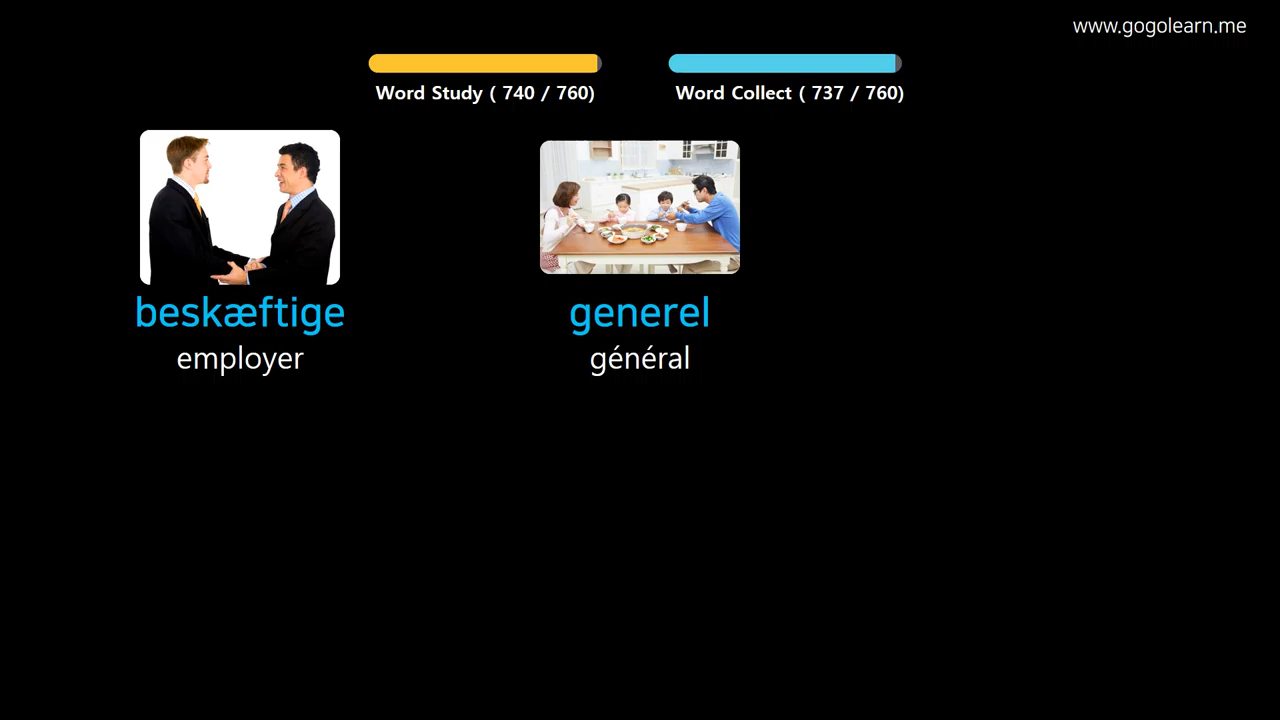 www.gogolearn.me
Word Study ( 740 / 760)
Word Collect ( 737 / 760)
beskæftige
employer
generel
général